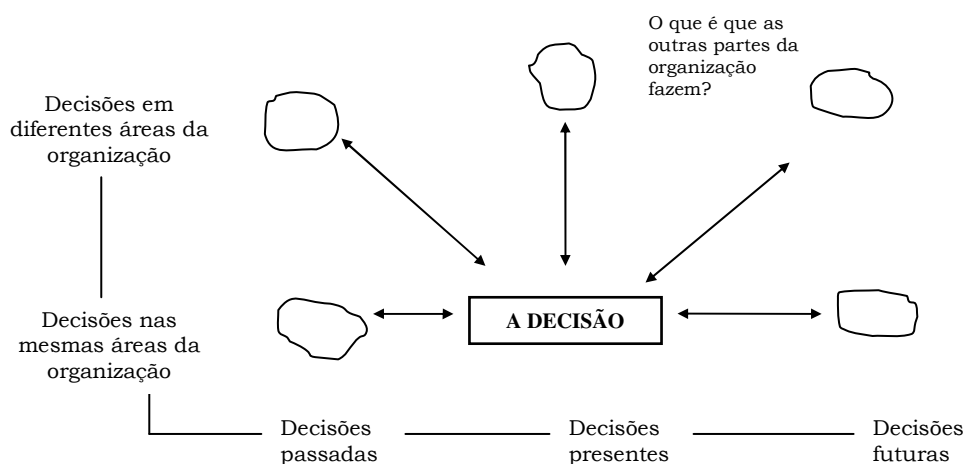 O que é que as
outras partes da
organização
fazem?
Decisões em
diferentes áreas da
organização
A DECISÃO
Decisões nas
mesmas áreas da
organização
Decisões
passadas
Decisões
presentes
Decisões
futuras